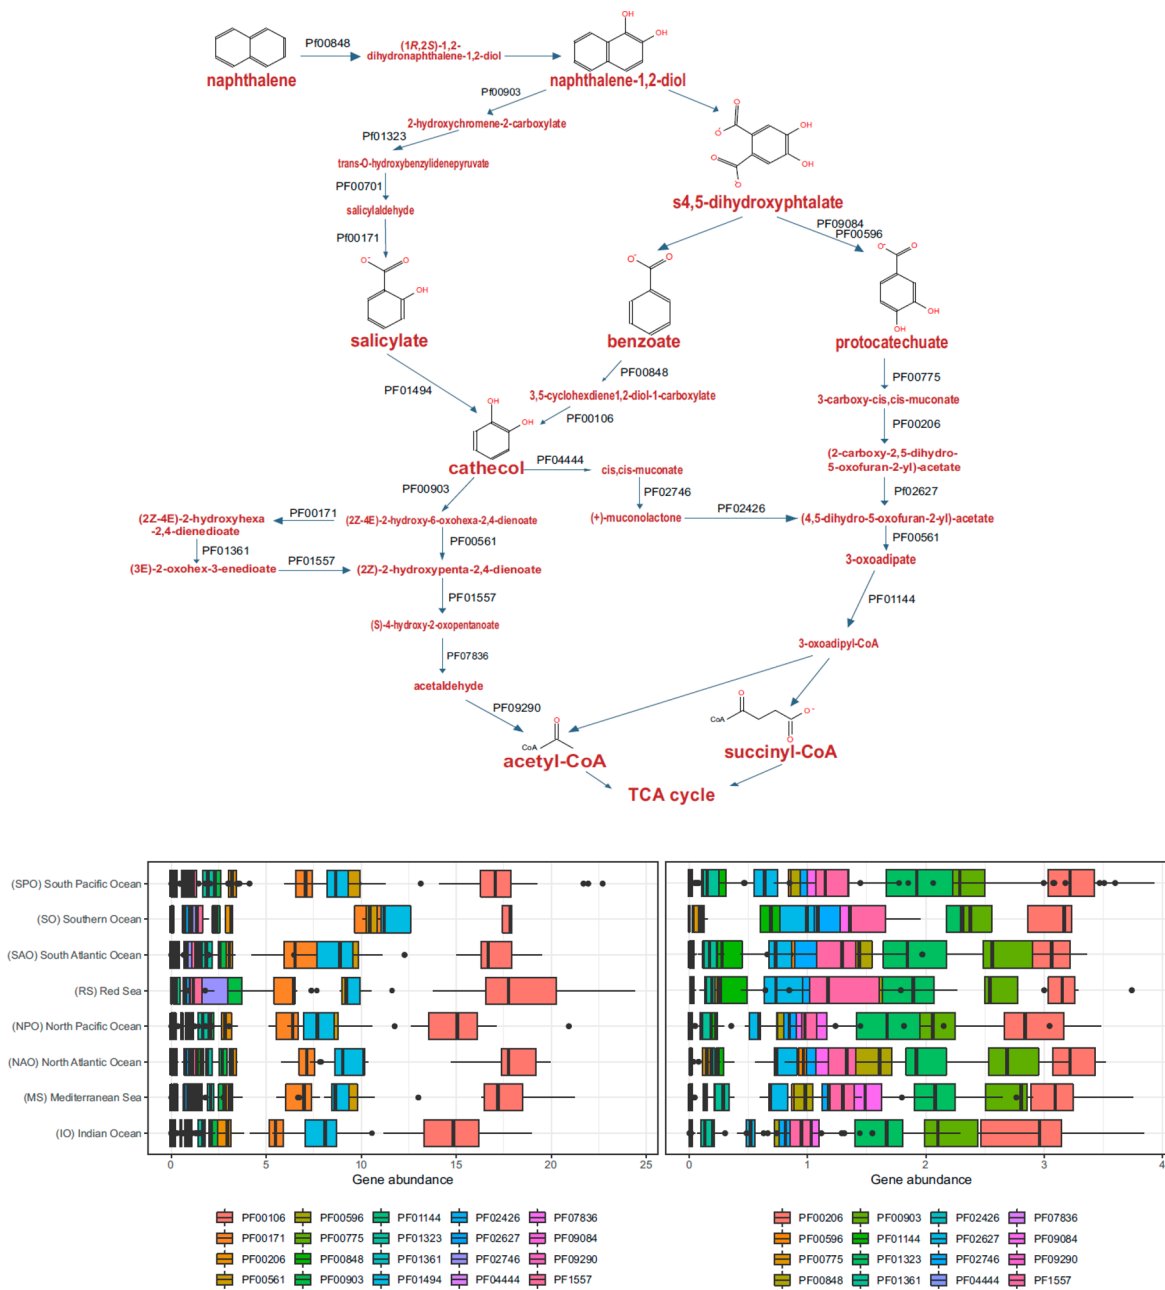 OH
OH
Pf00848
(1R,2S)-1,2-
dihydronaphthalene-1,2-diol
naphthalene
naphthalene-1,2-diol
Pf00903
2-hydroxychromene-2-carboxylate
O
O-
OH
OH
O
O-
Pf01323
trans-O-hydroxybenzylidenepyruvate
PF00701
salicylaldehyde
s4,5-dihydroxyphtalate
Pf00171
PF09084
PF00596
O-
O
OH
O-
O
O-
O
OH
OH
salicylate
benzoate
protocatechuate
PF01494
PF00848
PF00775
3,5-cyclohexdiene1,2-diol-1-carboxylate
3-carboxy-cis,cis-muconate
OH
OH
PF00106
PF00206
cathecol
PF04444
cis,cis-muconate
(2-carboxy-2,5-dihydro-
5-oxofuran-2-yl)-acetate
PF00903
PF02746
Pf02627
(2Z-4E)-2-hydroxyhexa
-2,4-dienedioate
PF00171
(2Z-4E)-2-hydroxy-6-oxohexa-2,4-dienoate
(+)-muconolactone
PF02426
(4,5-dihydro-5-oxofuran-2-yl)-acetate
PF01361
PF00561
PF00561
(3E)-2-oxohex-3-enedioate
PF01557
(2Z)-2-hydroxypenta-2,4-dienoate
3-oxoadipate
PF01557
PF01144
(S)-4-hydroxy-2-oxopentanoate
3-oxoadipyl-CoA
PF07836
acetaldehyde
PF09290
O
CoA
O
CoA
O-
O
acetyl-CoA
succinyl-CoA
TCA cycle
(SPO) South Pacific Ocean
(SO) Southern Ocean
(SAO) South Atlantic Ocean
(RS) Red Sea
(NPO) North Pacific Ocean
(NAO) North Atlantic Ocean
(MS) Mediterranean Sea
(IO) Indian Ocean
0 5 10 15 20 25
0 1 2 3 4
Gene abundance
Gene abundance
PF00106 PF00596 PF01144 PF02426 PF07836
PF00171 PF00775 PF01323 PF02627 PF09084
PF00206 PF00848 PF01361 PF02746 PF09290
PF00561 PF00903 PF01494 PF04444 PF1557
PF00206 PF00903 PF02426 PF07836
PF00596 PF01144 PF02627 PF09084
PF00775 PF01323 PF02746 PF09290
PF00848 PF01361 PF04444 PF1557